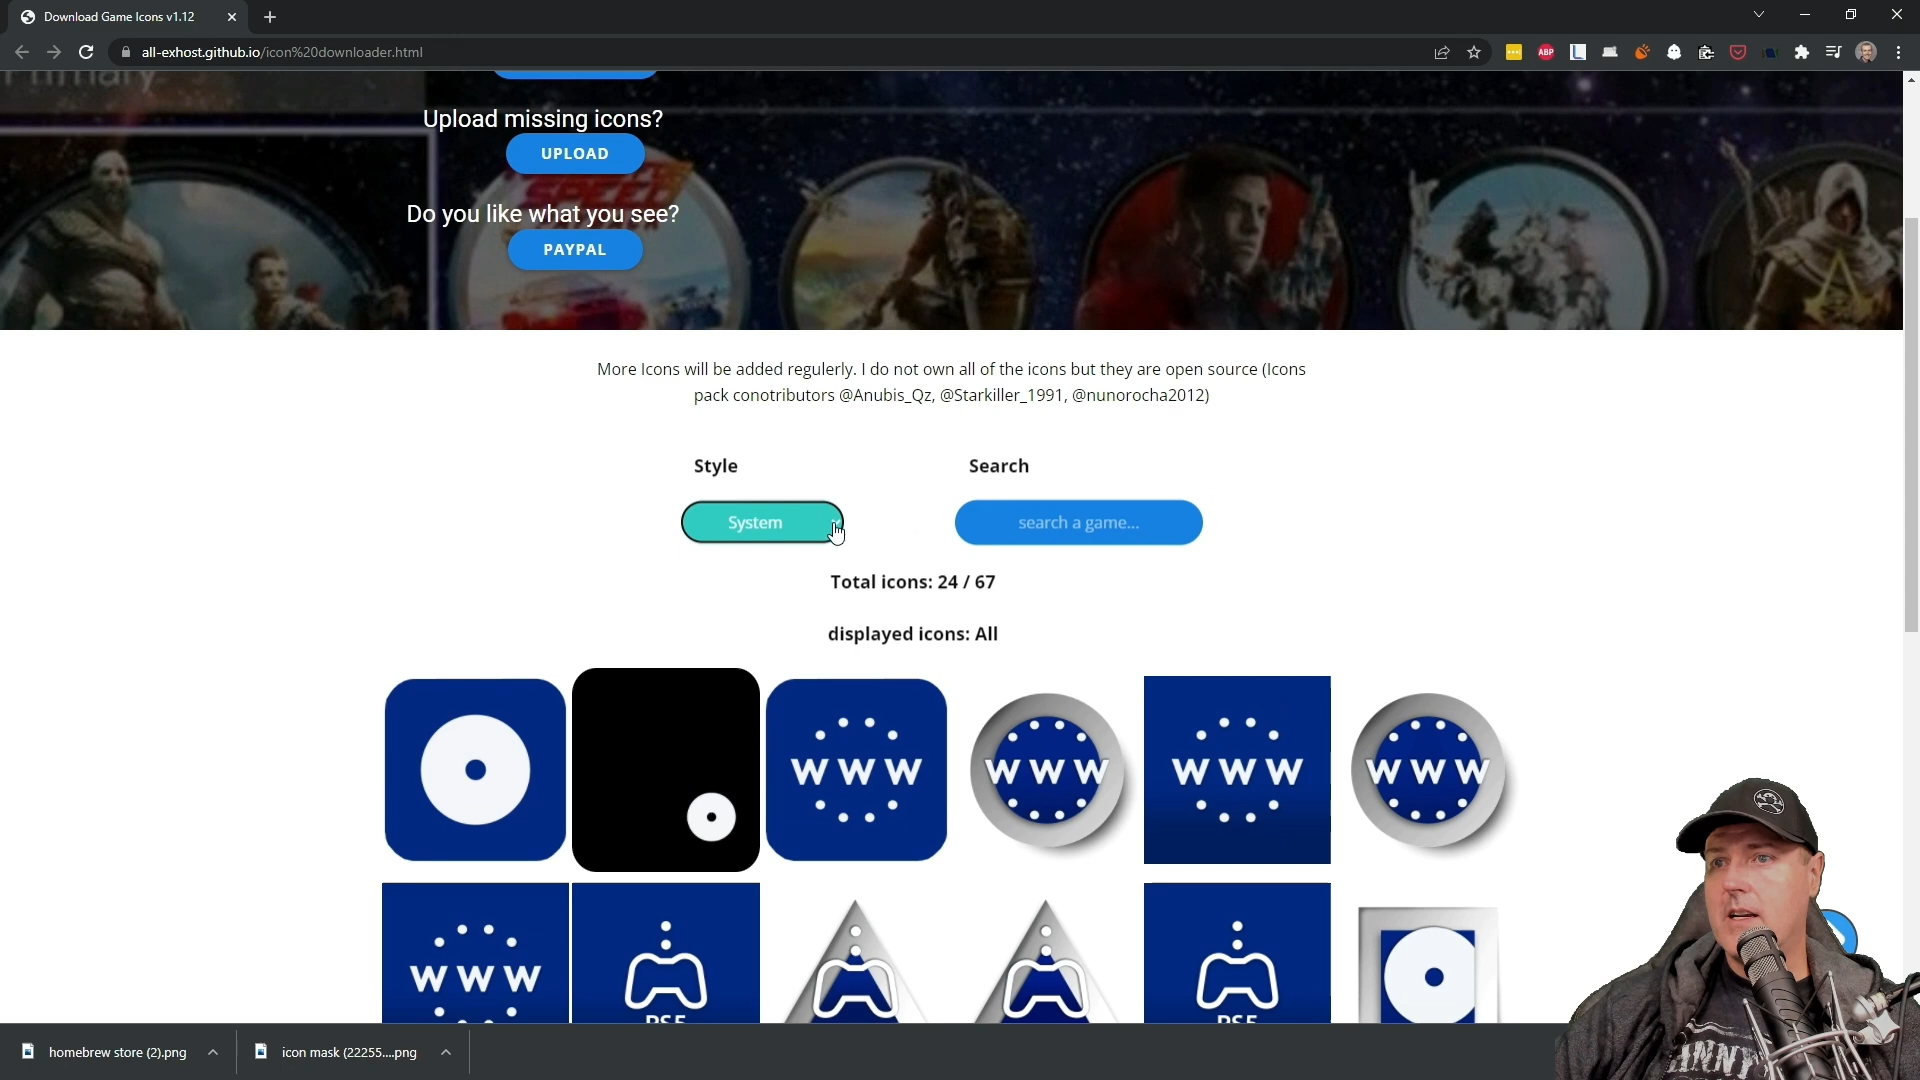 Download Game Icons v1.12
all-exhost.github.io/icon%20downloader.html
ABP
L
Upload missing icons?
UPLOAD
Do you like what you see?
PAYPAL
More Icons will be added regulerly. I do not own all of the icons but they are open source (Icons
pack conotributors @Anubis_Qz, @Starkiller_1991, @nunorocha2012)
Style
Search
System
search a game...
Total icons: 24 / 67
displayed icons: All
WWW
WWW
WWW
WWW
WWW
PS5
PS5
homebrew store (2).png
icon mask (22255....png